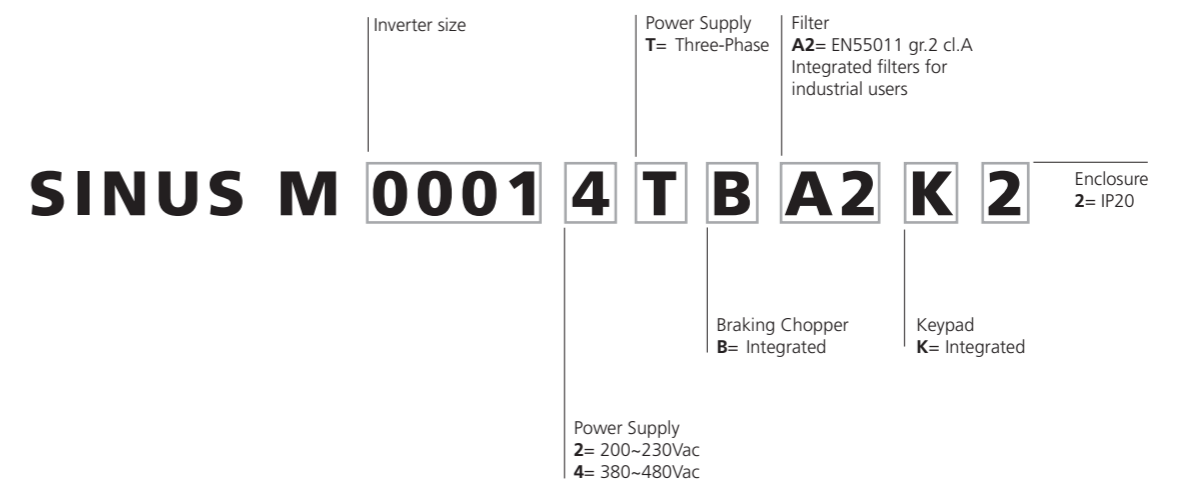 Inverter size
Power Supply
T= Three-Phase
Filter
A2= EN55011 gr.2 cl.A
Integrated filters for
industrial users
SINUS M 0001 4 T B A2 K 2
Enclosure
2= IP20
Braking Chopper
B= Integrated
Keypad
K= Integrated
Power Supply
2= 200~230Vac
4= 380~480Vac